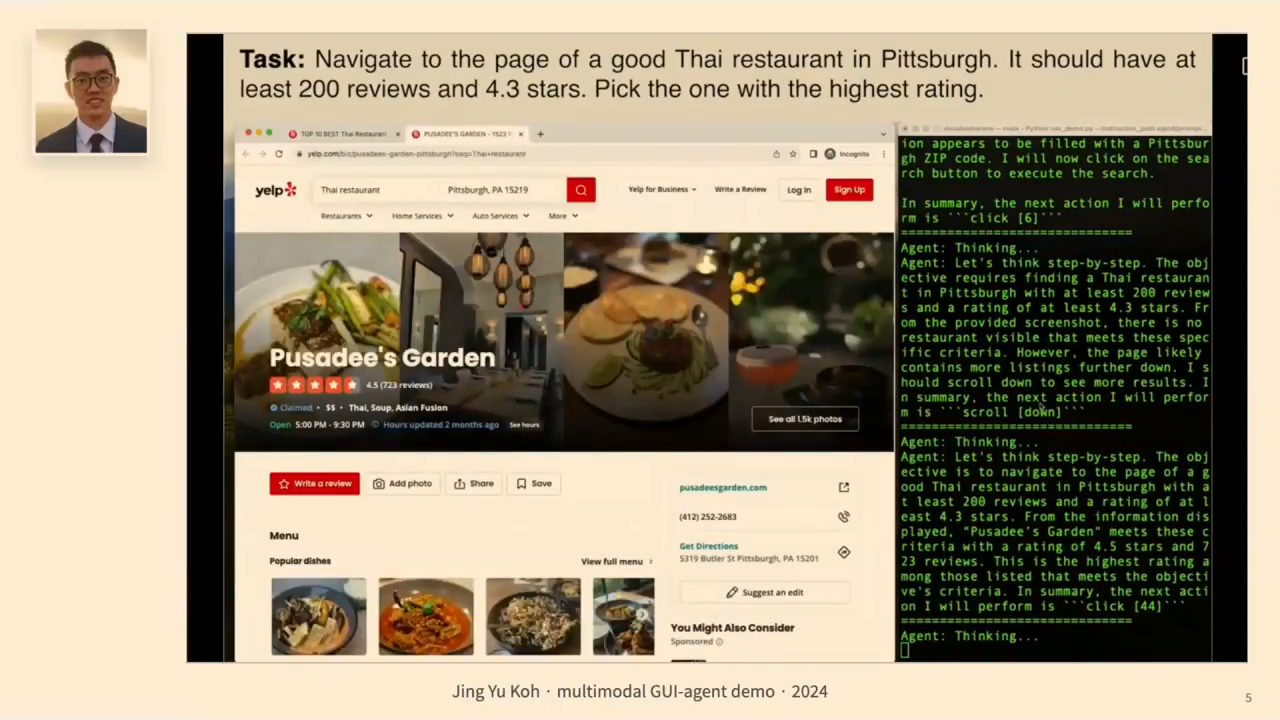 Task: Navigate to the page of a good Thai restaurant in Pittsburgh. It should have at
least 200 reviews and 4.3 stars. Pick the one with the highest rating.
TOP 10 BEST Thai Restaurant
PUSADEE'S GARDEN - 1523 P
yelp.com/biz/pusadees-garden-pittsburgh?osq=Thai+restaurant
Incognito
yelp
Thai restaurant
Pittsburgh, PA 15219
Yelp for Business
Write a Review
Log In
Sign Up
Restaurants
Home Services
Auto Services
More
Pusadee's Garden
4.5 (723 reviews)
Claimed • $$ • Thai, Soup, Asian Fusion
Open 5:00 PM - 9:30 PM
Hours updated 2 months ago
See hours
See all 1.5k photos
Write a review
Add photo
Share
Save
Menu
Popular dishes
View full menu
pusadeesgarden.com
(412) 252-2683
Get Directions
5319 Butler St Pittsburgh, PA 15201
Suggest an edit
You Might Also Consider
Sponsored
ion appears to be filled with a Pittsbur
gh ZIP code. I will now click on the sea
rch button to execute the search.
In summary, the next action I will perfo
rm is ```click [6]```
==============================
Agent: Thinking...
Agent: Let's think step-by-step. The obj
ective requires finding a Thai restauran
t in Pittsburgh with at least 200 review
s and a rating of at least 4.3 stars. Fr
om the provided screenshot, there is no
restaurant visible that meets these spec
ific criteria. However, the page likely
contains more listings further down. I s
hould scroll down to see more results. I
n summary, the next action I will perfor
m is ```scroll [down]```
==============================
Agent: Thinking...
Agent: Let's think step-by-step. The obj
ective is to navigate to the page of a g
ood Thai restaurant in Pittsburgh with a
t least 200 reviews and a rating of at l
east 4.3 stars. From the information dis
played, "Pusadee's Garden" meets these c
riteria with a rating of 4.5 stars and 7
23 reviews. This is the highest rating a
mong those listed that meets the objecti
ve's criteria. In summary, the next acti
on I will perform is ```click [44]```
==============================
Agent: Thinking...
Jing Yu Koh · multimodal GUI-agent demo · 2024
5